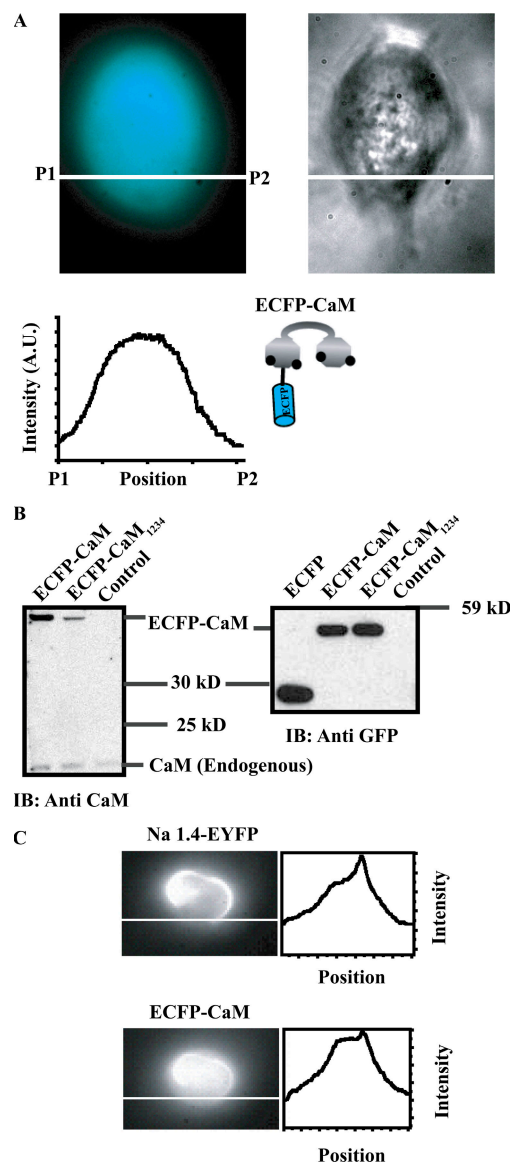 A
P1
P2
ECFP-CaM
ECFP
Intensity (A.U.)
P1 Position P2
B
ECFP-CaM
ECFP-CaM1234
Control
ECFP
ECFP-CaM
ECFP-CaM1234
Control
59 kD
ECFP-CaM
30 kD
25 kD
IB: Anti GFP
CaM (Endogenous)
IB: Anti CaM
C
Na 1.4-EYFP
Intensity
Position
ECFP-CaM
Intensity
Position